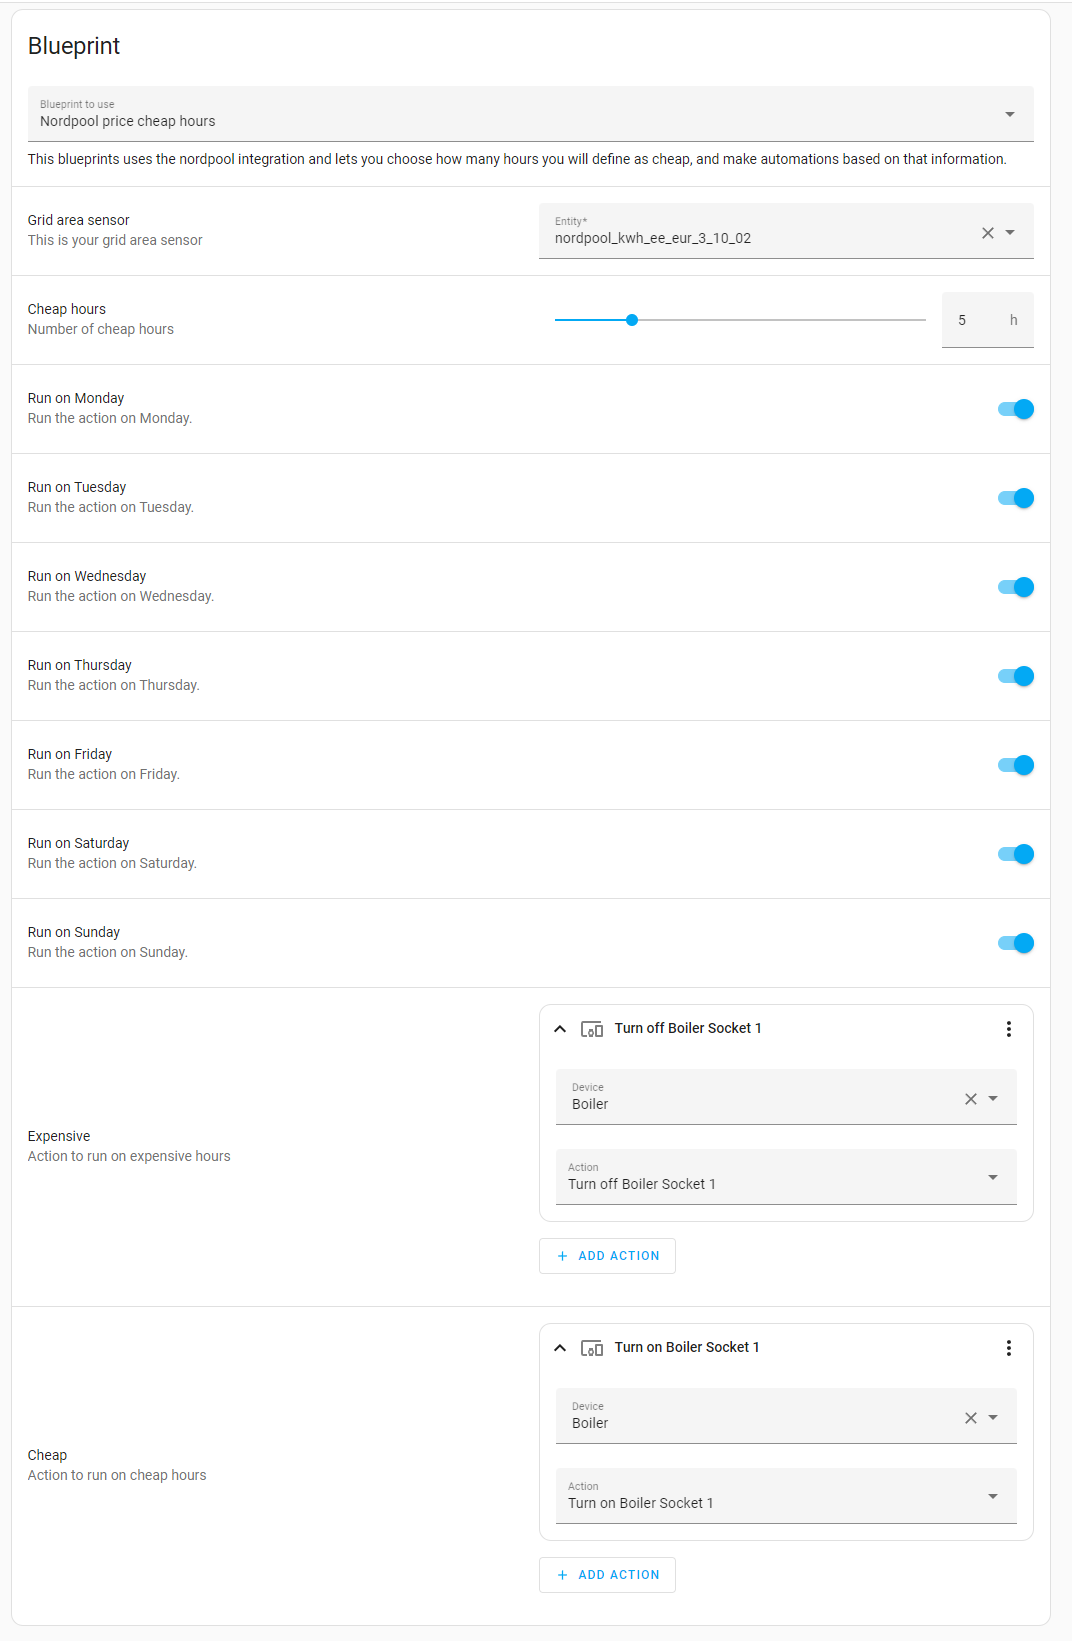 Blueprint
Blueprint to use
Nordpool price cheap hours
This blueprints uses the nordpool integration and lets you choose how many hours you will define as cheap, and make automations based on that information.
Grid area sensor
This is your grid area sensor
Entity*
nordpool_kwh_ee_eur_3_10_02
Cheap hours
Number of cheap hours
5 h
Run on Monday
Run the action on Monday.
Run on Tuesday
Run the action on Tuesday.
Run on Wednesday
Run the action on Wednesday.
Run on Thursday
Run the action on Thursday.
Run on Friday
Run the action on Friday.
Run on Saturday
Run the action on Saturday.
Run on Sunday
Run the action on Sunday.
Expensive
Action to run on expensive hours
Turn off Boiler Socket 1
Device
Boiler
Action
Turn off Boiler Socket 1
+ ADD ACTION
Cheap
Action to run on cheap hours
Turn on Boiler Socket 1
Device
Boiler
Action
Turn on Boiler Socket 1
+ ADD ACTION